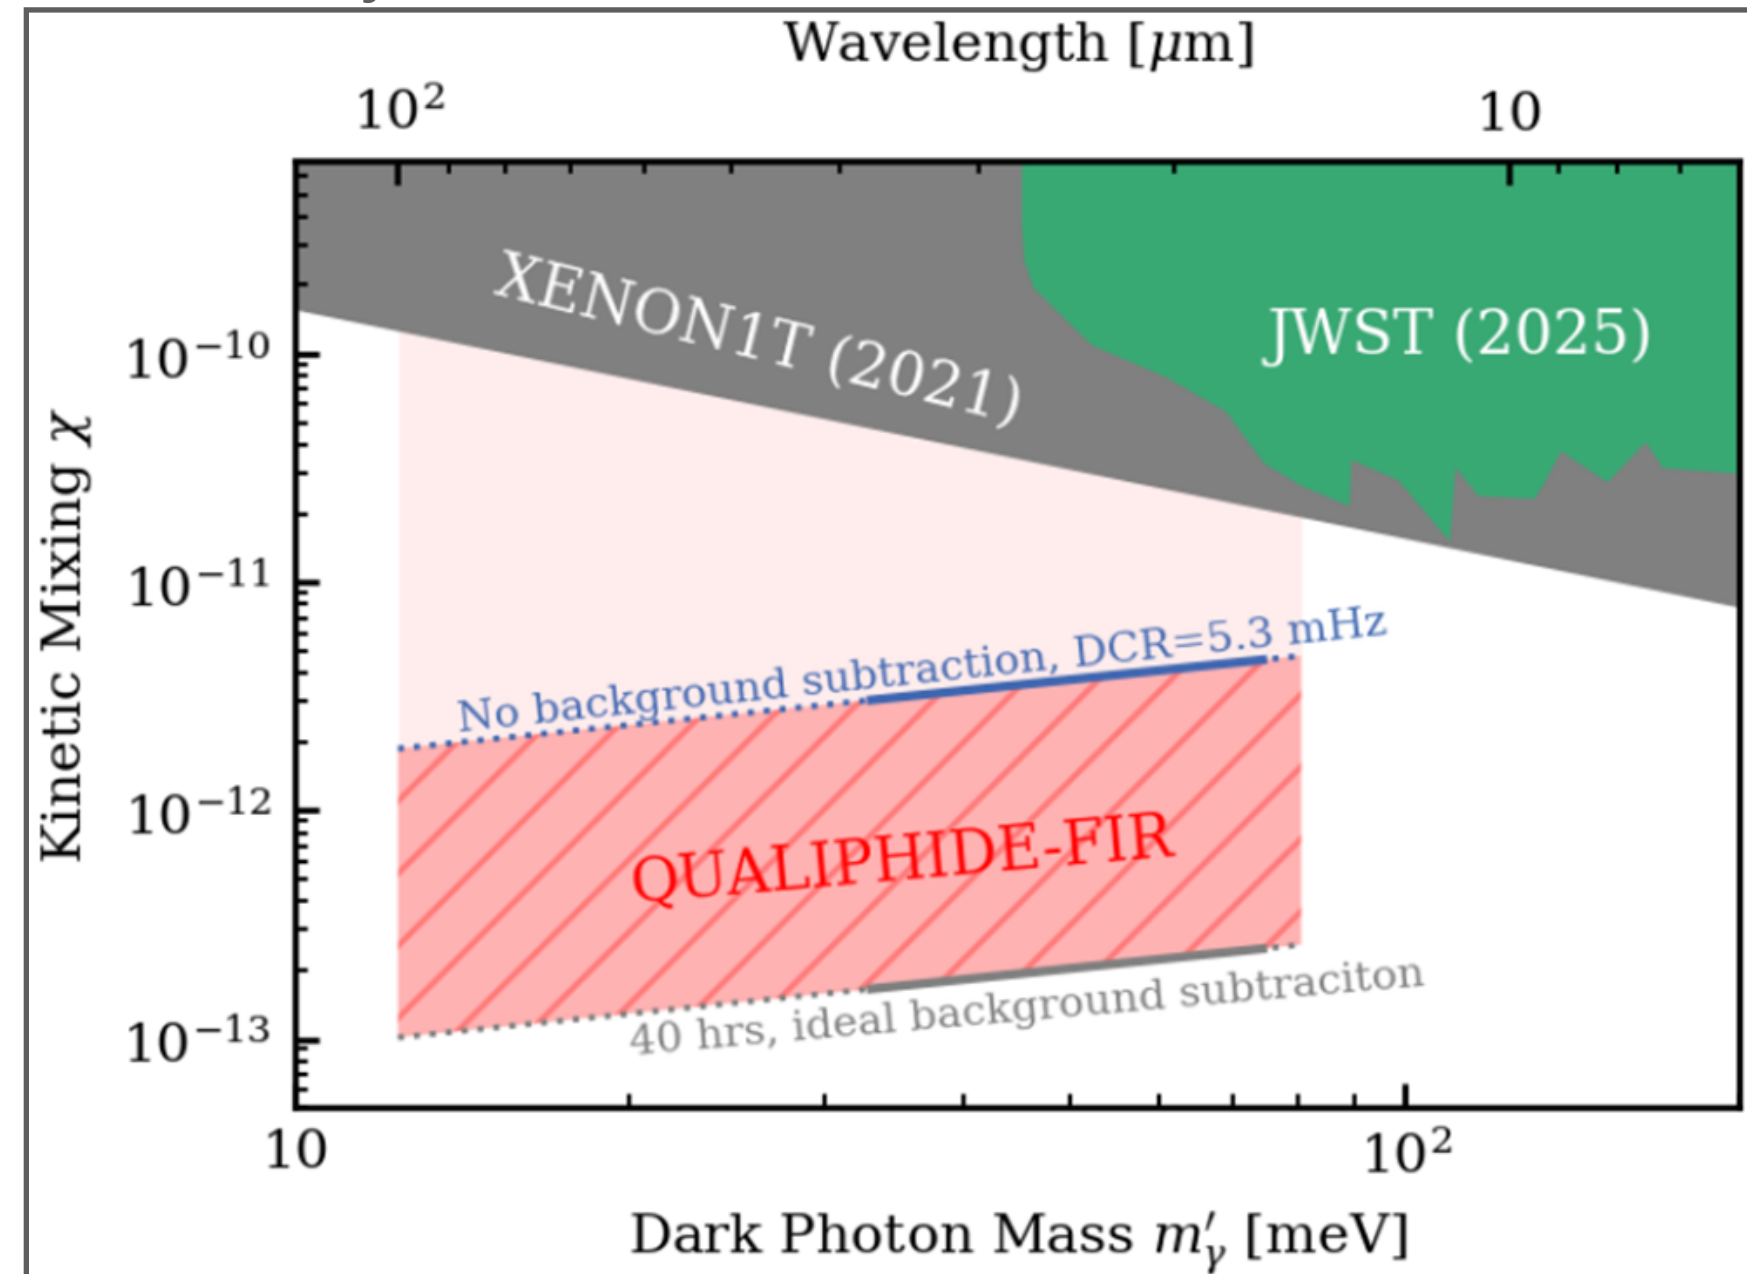 Wavelength [μm]
10² 10
XENON1T (2021)
JWST (2025)
10⁻¹⁰
10⁻¹¹
10⁻¹²
10⁻¹³
Kinetic Mixing χ
No background subtraction, DCR=5.3 mHz
QUALIPHIDE-FIR
40 hrs, ideal background subtraciton
10 10²
Dark Photon Mass m′ᵧ [meV]